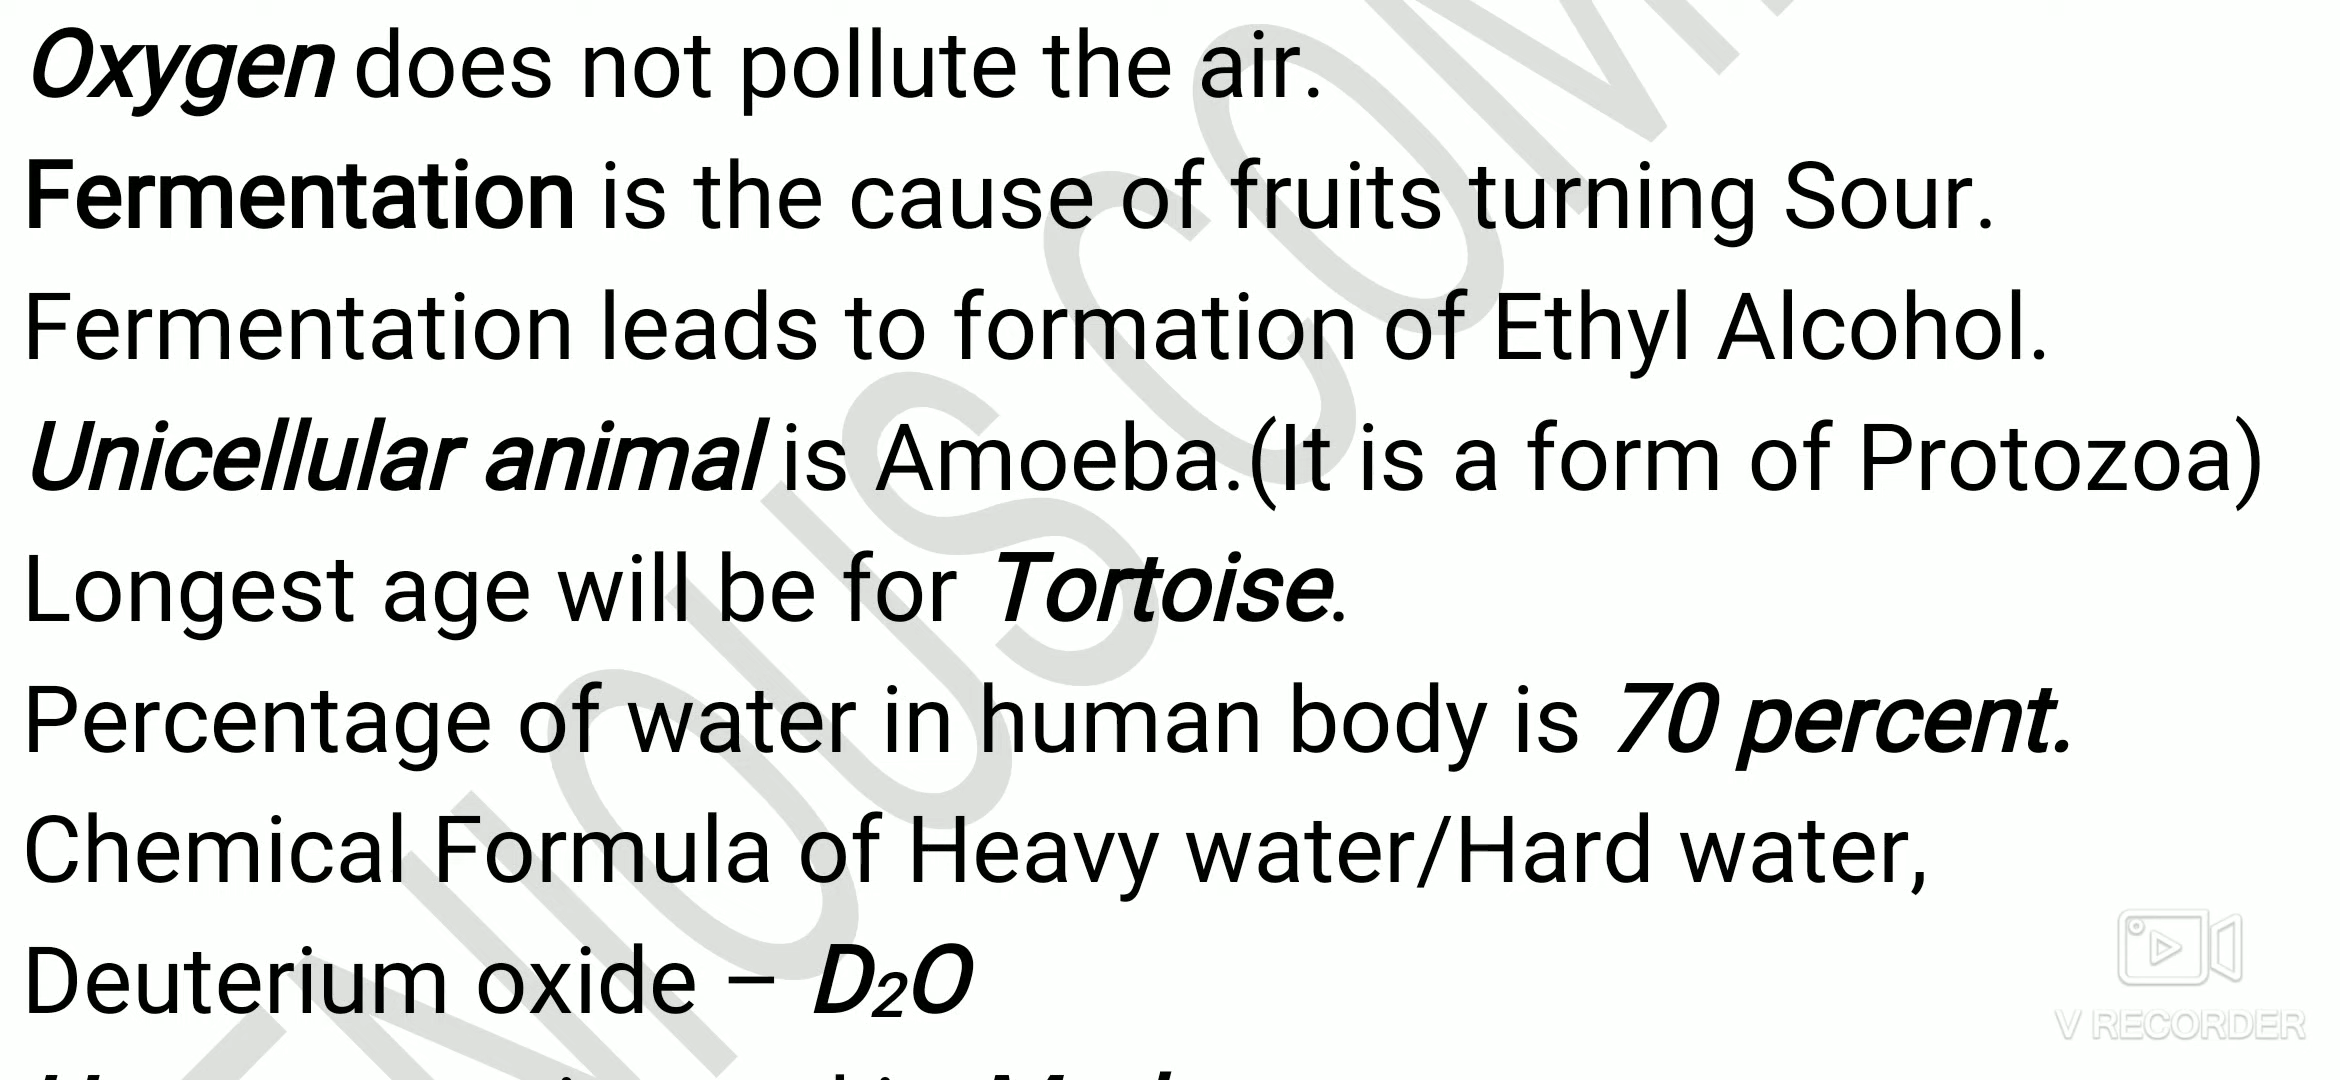 Oxygen does not pollute the air.
Fermentation is the cause of fruits turning Sour.
Fermentation leads to formation of Ethyl Alcohol.
Unicellular animal is Amoeba.(It is a form of Protozoa)
Longest age will be for Tortoise.
Percentage of water in human body is 70 percent.
Chemical Formula of Heavy water/Hard water,
Deuterium oxide – D₂O
V RECORDER